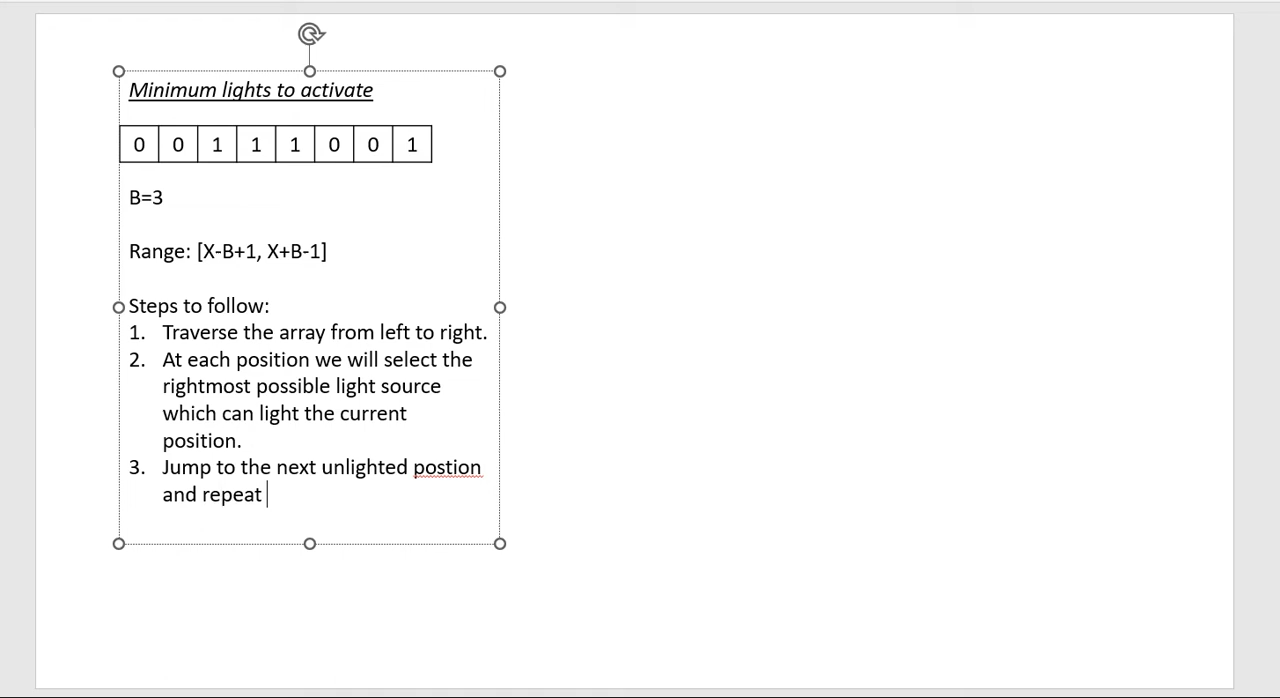 Minimum lights to activate
0 0 1 1 1 0 0 1
B=3
Range: [X-B+1, X+B-1]
Steps to follow:
1. Traverse the array from left to right.
2. At each position we will select the
rightmost possible light source
which can light the current
position.
3. Jump to the next unlighted postion
and repeat